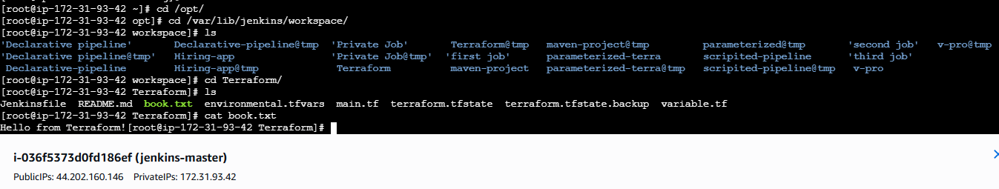 [root@ip-172-31-93-42 ~]# cd /opt/
[root@ip-172-31-93-42 opt]# cd /var/lib/jenkins/workspace/
[root@ip-172-31-93-42 workspace]# ls
'Declarative pipeline' Declarative-pipeline@tmp 'Private Job' Terraform@tmp maven-project@tmp parameterized@tmp 'second job' v-pro@tmp
'Declarative pipeline@tmp' Hiring-app 'Private Job@tmp' 'first job' parameterized-terra scripited-pipeline 'third job'
Declarative-pipeline Hiring-app@tmp Terraform maven-project parameterized-terra@tmp scripited-pipeline@tmp v-pro
[root@ip-172-31-93-42 workspace]# cd Terraform/
[root@ip-172-31-93-42 Terraform]# ls
Jenkinsfile README.md book.txt environmental.tfvars main.tf terraform.tfstate terraform.tfstate.backup variable.tf
[root@ip-172-31-93-42 Terraform]# cat book.txt
Hello from Terraform![root@ip-172-31-93-42 Terraform]#
i-036f5373d0fd186ef (jenkins-master)
PublicIPs: 44.202.160.146 PrivateIPs: 172.31.93.42